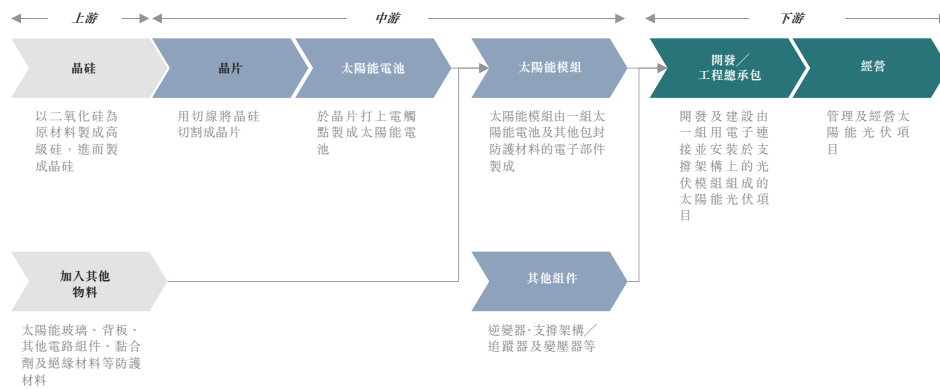 上游
中游
下游
晶硅
晶片
太陽能電池
太陽能模組
開發／
工程總承包
經營
以二氧化硅為
原材料製成高
級硅，進而製
成晶硅
用切線將晶硅
切割成晶片
於晶片打上電觸
點製成太陽能電
池
太陽能模組由一組太
陽能電池及其他包封
防護材料的電子部件
製成
開發及建設由
一組用電子連
接並安裝於支
撐架構上的光
伏模組組成的
太陽能光伏項
目
管理及經營太
陽能光伏項
目
加入其他
物料
其他組件
太陽能玻璃、背板、
其他電路組件、黏合
劑及絕緣材料等防護
材料
逆變器、支撐架構／
追蹤器及變壓器等